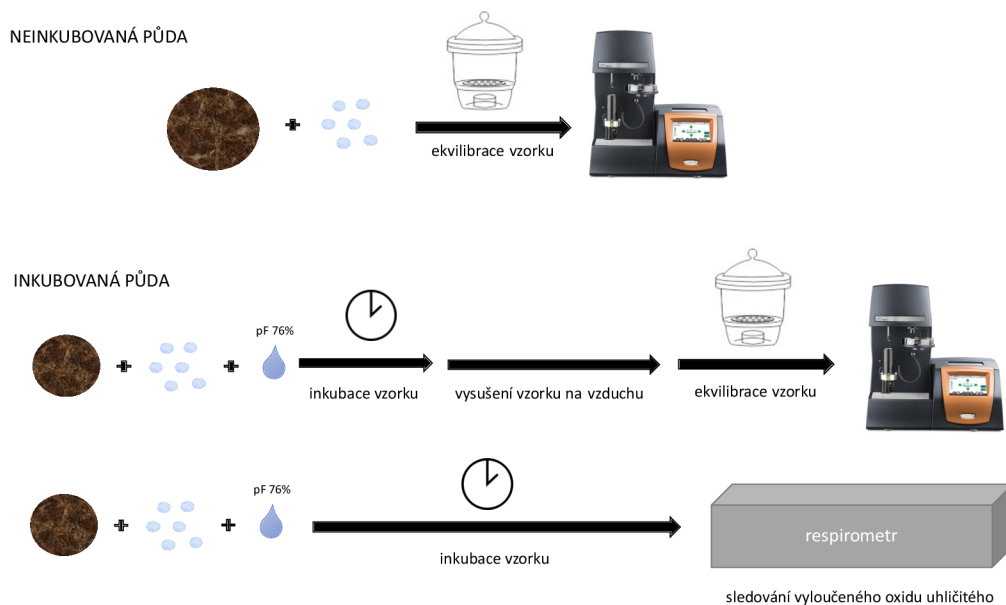 NEINKUBOVANÁ PŮDA
ekvilibrace vzorku
INKUBOVANÁ PŮDA
pF 76%
inkubace vzorku
vysušení vzorku na vzduchu
ekvilibrace vzorku
pF 76%
inkubace vzorku
respirometr
sledování vyloučeného oxidu uhličitého